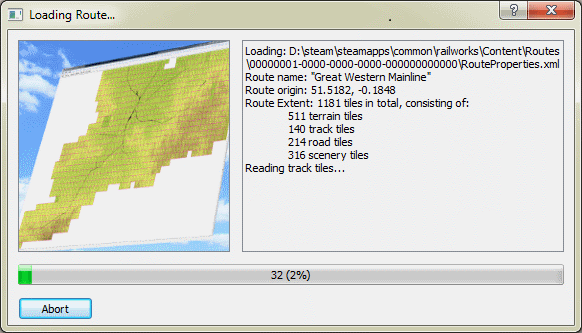 Loading Route...
Loading: D:\steam\steamapps\common\railworks\Content\Routes
\00000001-0000-0000-0000-000000000000\RouteProperties.xml
Route name: "Great Western Mainline"
Route origin: 51.5182, -0.1848
Route Extent: 1181 tiles in total, consisting of:
511 terrain tiles
140 track tiles
214 road tiles
316 scenery tiles
Reading track tiles...
32 (2%)
Abort